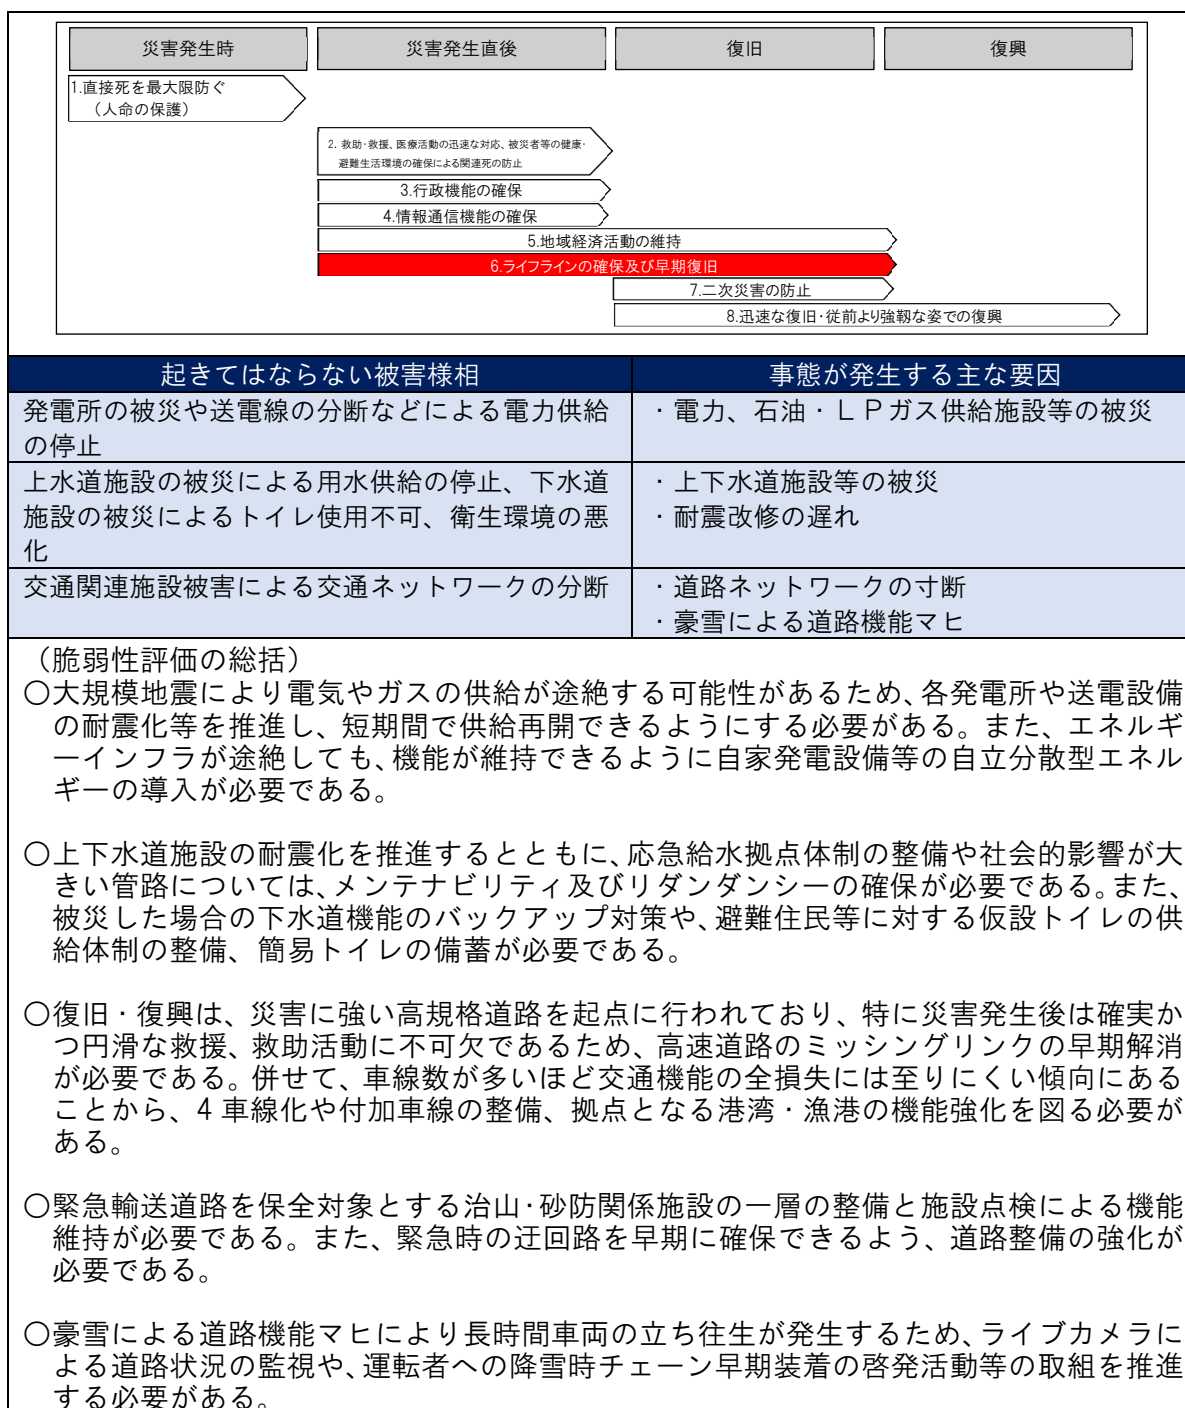 災害発生時
災害発生直後
復旧
復興
1.直接死を最大限防ぐ
（人命の保護）
2．救助・救援、医療活動の迅速な対応、被災者等の健康・
避難生活環境の確保による関連死の防止
3.行政機能の確保
4.情報通信機能の確保
5.地域経済活動の維持
6.ライフラインの確保及び早期復旧
7.二次災害の防止
8.迅速な復旧・従前より強靱な姿での復興
起きてはならない被害様相
事態が発生する主な要因
発電所の被災や送電線の分断などによる電力供給
の停止
・電力、石油・ＬＰガス供給施設等の被災
上水道施設の被災による用水供給の停止、下水道
施設の被災によるトイレ使用不可、衛生環境の悪
化
・上下水道施設等の被災
・耐震改修の遅れ
交通関連施設被害による交通ネットワークの分断
・道路ネットワークの寸断
・豪雪による道路機能マヒ
（脆弱性評価の総括）
〇大規模地震により電気やガスの供給が途絶する可能性があるため、各発電所や送電設備
の耐震化等を推進し、短期間で供給再開できるようにする必要がある。また、エネルギ
ーインフラが途絶しても、機能が維持できるように自家発電設備等の自立分散型エネル
ギーの導入が必要である。
〇上下水道施設の耐震化を推進するとともに、応急給水拠点体制の整備や社会的影響が大
きい管路については、メンテナビリティ及びリダンダンシーの確保が必要である。また、
被災した場合の下水道機能のバックアップ対策や、避難住民等に対する仮設トイレの供
給体制の整備、簡易トイレの備蓄が必要である。
〇復旧・復興は、災害に強い高規格道路を起点に行われており、特に災害発生後は確実か
つ円滑な救援、救助活動に不可欠であるため、高速道路のミッシングリンクの早期解消
が必要である。併せて、車線数が多いほど交通機能の全損失には至りにくい傾向にある
ことから、4車線化や付加車線の整備、拠点となる港湾・漁港の機能強化を図る必要が
ある。
〇緊急輸送道路を保全対象とする治山・砂防関係施設の一層の整備と施設点検による機能
維持が必要である。また、緊急時の迂回路を早期に確保できるよう、道路整備の強化が
必要である。
〇豪雪による道路機能マヒにより長時間車両の立ち往生が発生するため、ライブカメラに
よる道路状況の監視や、運転者への降雪時チェーン早期装着の啓発活動等の取組を推進
する必要がある。